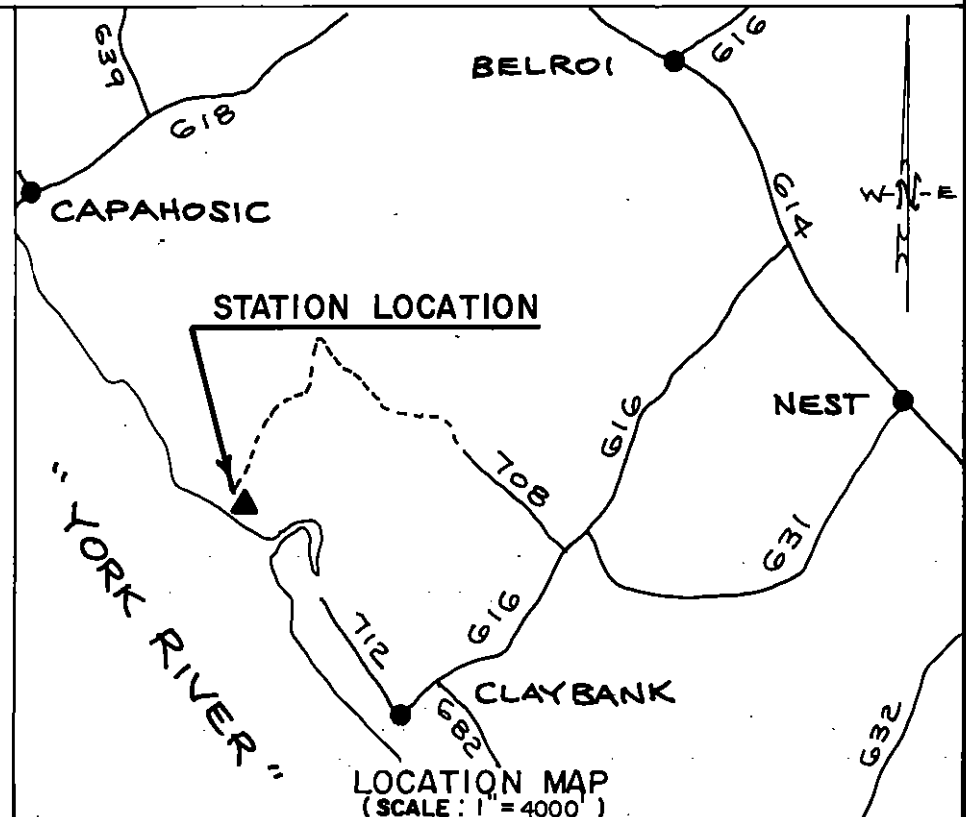 639
618
BELROI
616
CAPAHOSIC
614
W-N-E
STATION LOCATION
NEST
616
708
631
"YORK RIVER"
712
616
CLAYBANK
682
632
LOCATION MAP
(SCALE: 1" = 4000')